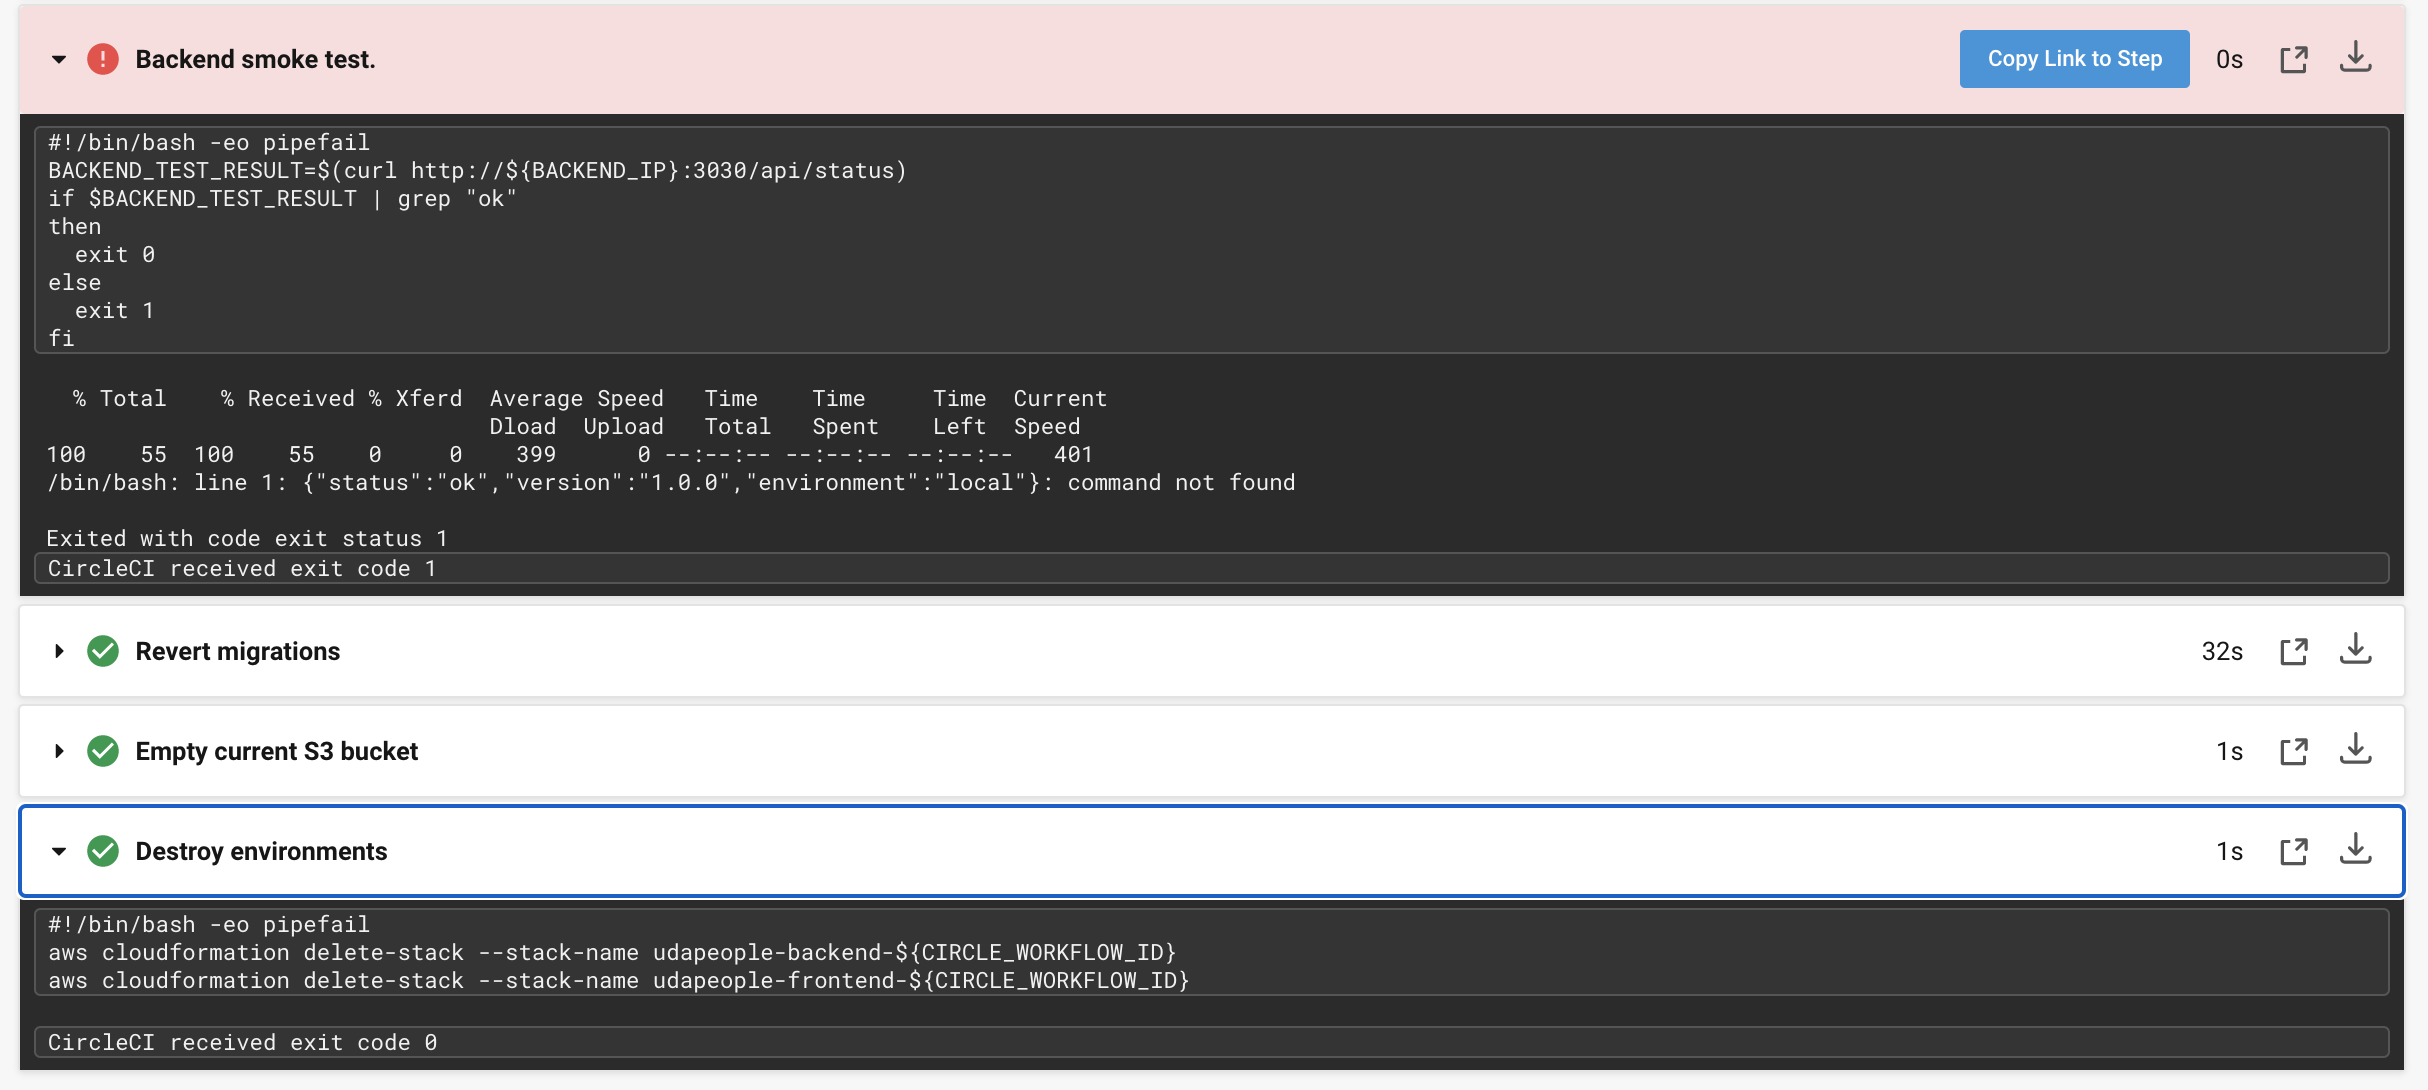 Backend smoke test.
Copy Link to Step
0s
#!/bin/bash -eo pipefail
BACKEND_TEST_RESULT=$(curl http://${BACKEND_IP}:3030/api/status)
if $BACKEND_TEST_RESULT | grep "ok"
then
  exit 0
else
  exit 1
fi
  % Total    % Received % Xferd  Average Speed   Time    Time     Time  Current
                                 Dload  Upload   Total   Spent    Left  Speed
100    55  100    55    0     0    399      0 --:--:-- --:--:-- --:--:--   401
/bin/bash: line 1: {"status":"ok","version":"1.0.0","environment":"local"}: command not found
Exited with code exit status 1
CircleCI received exit code 1
Revert migrations
32s
Empty current S3 bucket
1s
Destroy environments
1s
#!/bin/bash -eo pipefail
aws cloudformation delete-stack --stack-name udapeople-backend-${CIRCLE_WORKFLOW_ID}
aws cloudformation delete-stack --stack-name udapeople-frontend-${CIRCLE_WORKFLOW_ID}
CircleCI received exit code 0